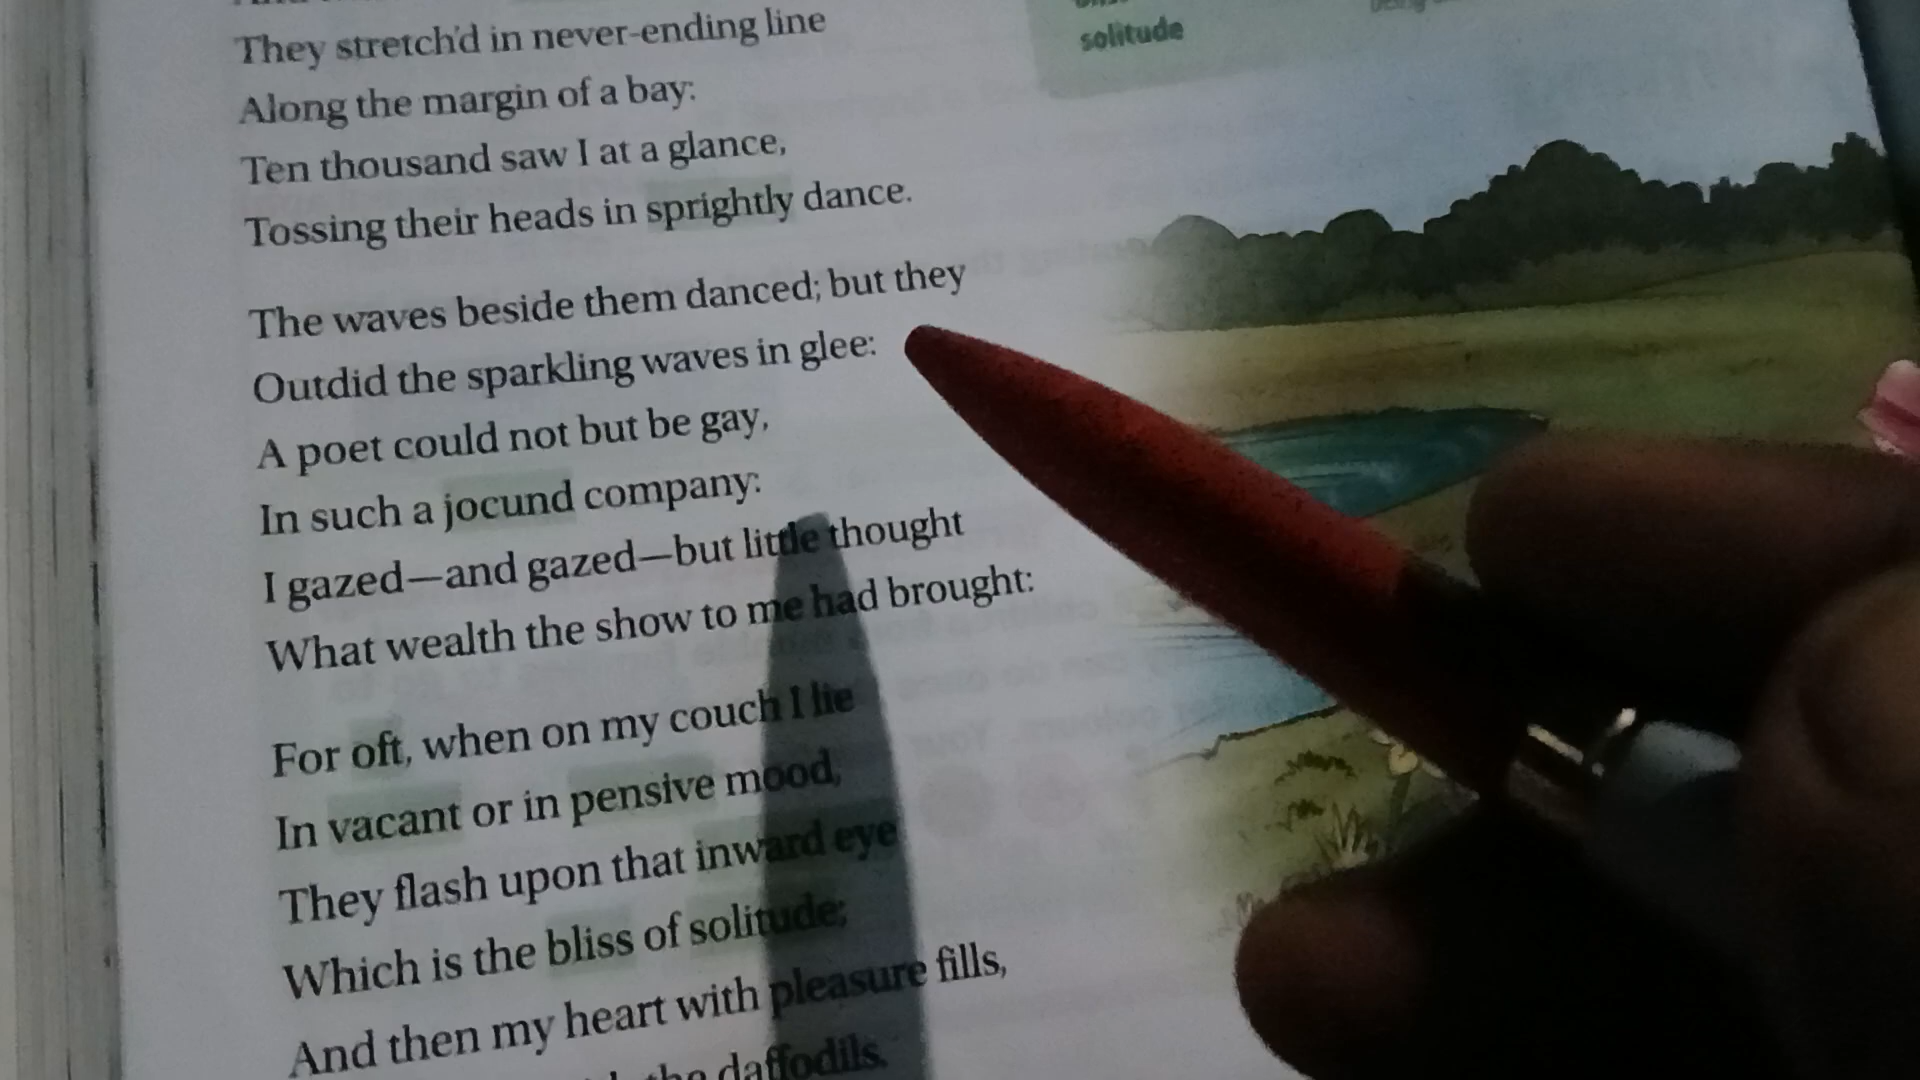 They stretch'd in never-ending line
Along the margin of a bay:
Ten thousand saw I at a glance,
Tossing their heads in sprightly dance.
The waves beside them danced; but they
Outdid the sparkling waves in glee:
A poet could not but be gay,
In such a jocund company:
I gazed—and gazed—but little thought
What wealth the show to me had brought:
For oft, when on my couch I lie
In vacant or in pensive mood,
They flash upon that inward eye
Which is the bliss of solitude;
And then my heart with pleasure fills,
the daffodils.
solitude